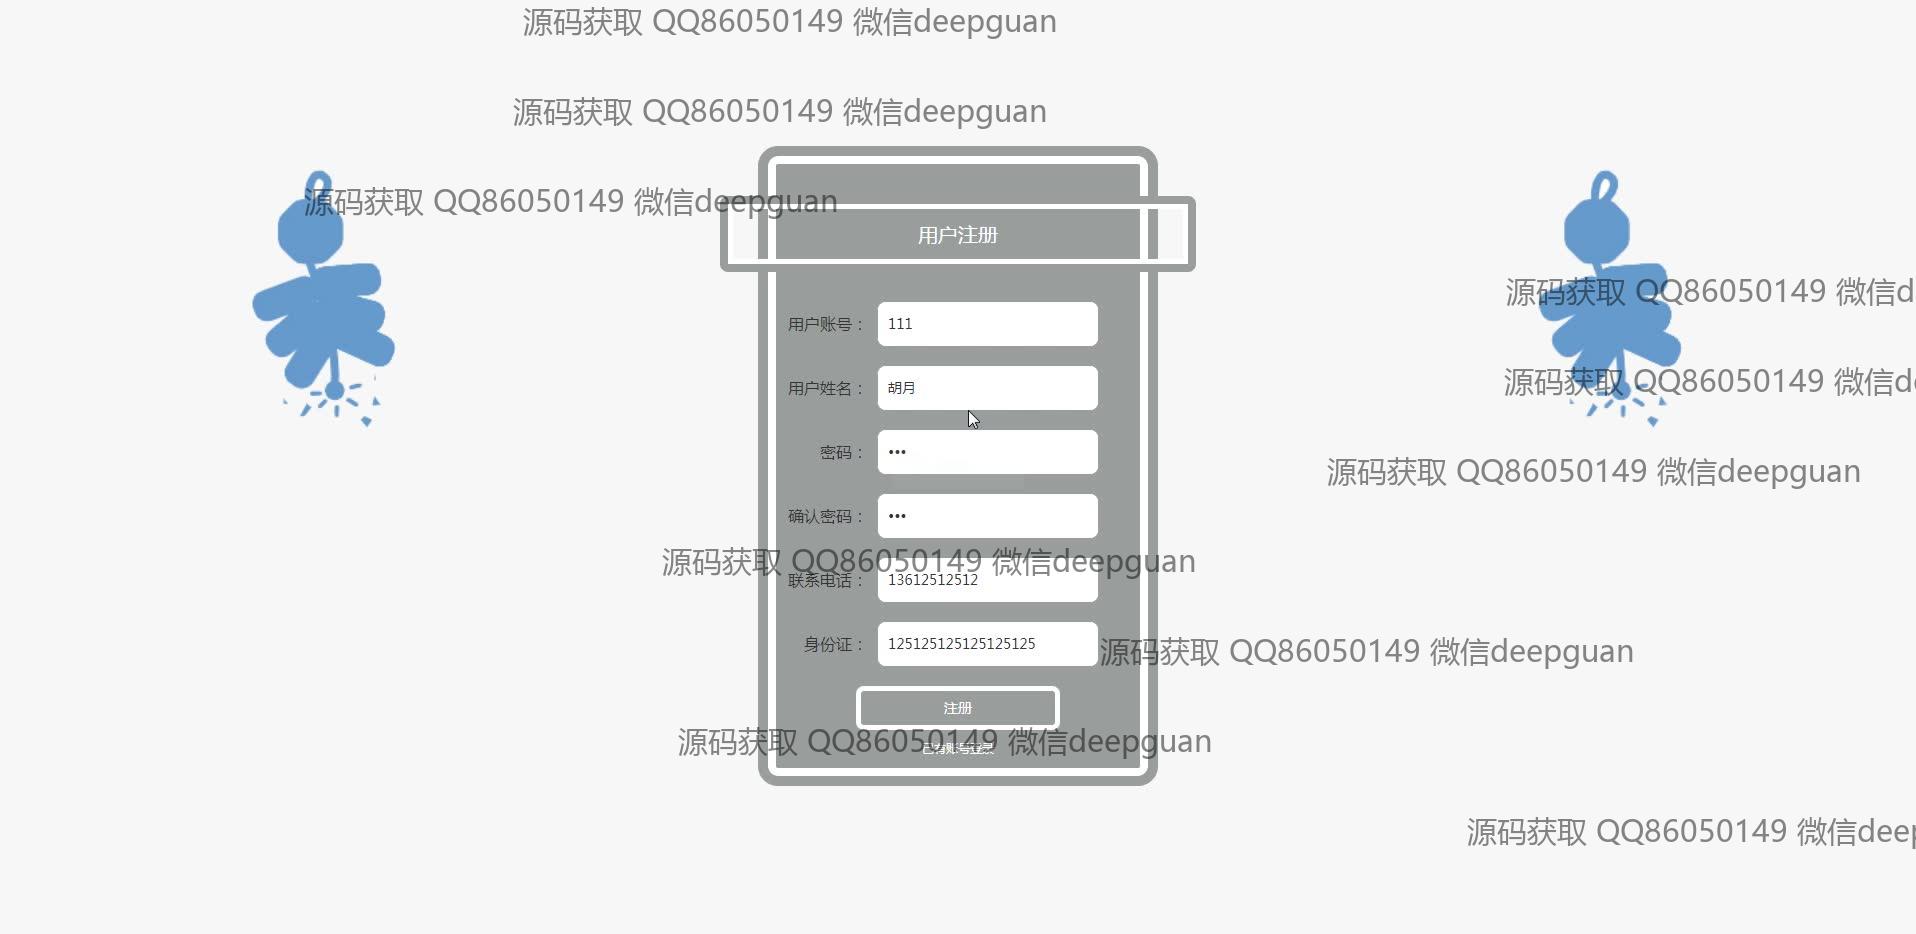 源码获取 QQ86050149 微信deepguan
源码获取 QQ86050149 微信deepguan
源码获取 QQ86050149 微信deepguan
用户注册
源码获取 QQ86050149 微信d
用户账号： 111
源码获取 QQ86050149 微信de
用户姓名： 胡月
密码： •••
源码获取 QQ86050149 微信deepguan
确认密码： •••
源码获取 QQ86050149 微信deepguan
联系电话： 13612512512
身份证： 125125125125125125
源码获取 QQ86050149 微信deepguan
注册
源码获取 QQ86050149 微信deepguan
已有账号登录
源码获取 QQ86050149 微信deep